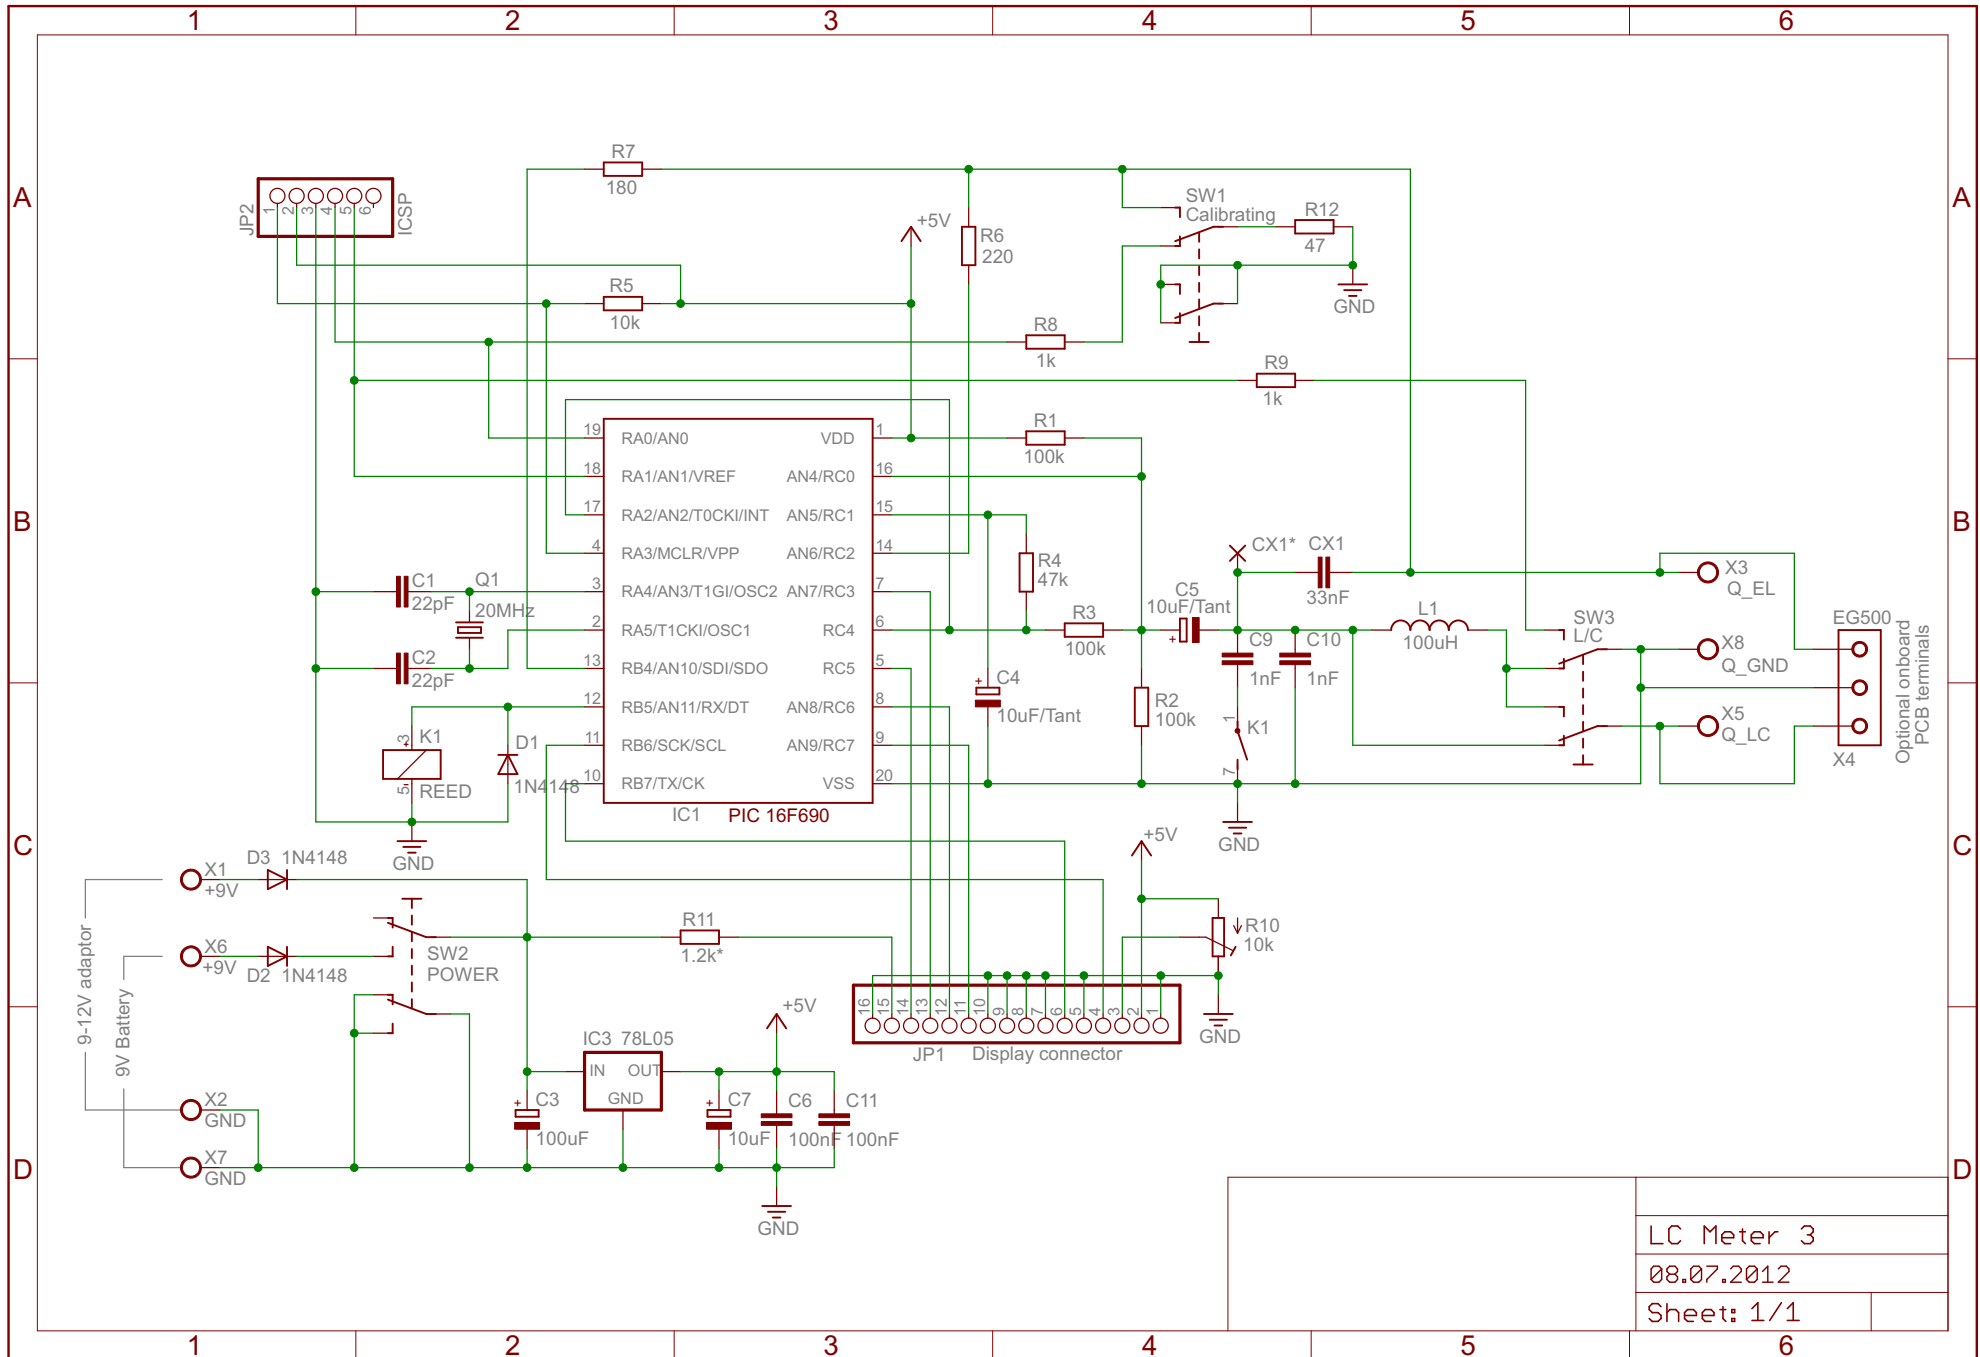 1 2 3 4 5 6
A A
B B
C C
D D
1 2 3 4 5 6
JP2
1 2 3 4 5 6
ICSP
R7
180
R5
10k
+5V
R6
220
SW1
Calibrating
R12
47
GND
R8
1k
R9
1k
R1
100k
19 RA0/AN0 VDD 1
18 RA1/AN1/VREF AN4/RC0 16
17 RA2/AN2/T0CKI/INT AN5/RC1 15
4 RA3/MCLR/VPP AN6/RC2 14
3 RA4/AN3/T1GI/OSC2 AN7/RC3 7
2 RA5/T1CKI/OSC1 RC4 6
13 RB4/AN10/SDI/SDO RC5 5
12 RB5/AN11/RX/DT AN8/RC6 8
11 RB6/SCK/SCL AN9/RC7 9
10 RB7/TX/CK VSS 20
IC1 PIC 16F690
C1
22pF
Q1
20MHz
C2
22pF
3
+
K1
5
-
REED
D1
1N4148
GND
R4
47k
R3
100k
C5
10uF/Tant
+
CX1*
CX1
33nF
C9
1nF
C10
1nF
L1
100uH
SW3
L/C
X3
Q_EL
X8
Q_GND
X5
Q_LC
EG500
X4
Optional onboard
PCB terminals
+
C4
10uF/Tant
R2
100k
1
K1
7
GND
X1
+9V
D3 1N4148
X6
+9V
D2 1N4148
SW2
POWER
9-12V adaptor
9V Battery
X2
GND
X7
GND
R11
1.2k*
+5V
R10
10k
GND
16 15 14 13 12 11 10 9 8 7 6 5 4 3 2 1
JP1 Display connector
IC3 78L05
IN OUT
GND
+5V
+
C3
100uF
+
C7
10uF
C6
100nF
C11
100nF
GND
LC Meter 3
08.07.2012
Sheet: 1/1